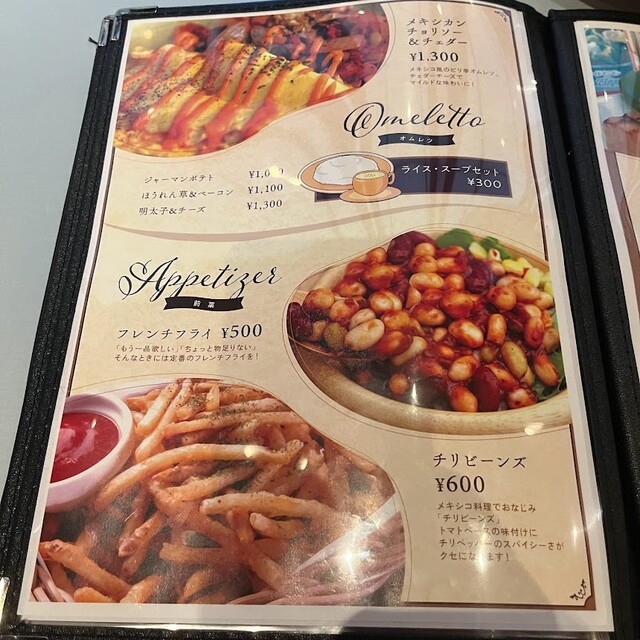 メキシカン
チョリソー
&チェダー
¥1,300
メキシコ風のピリ辛オムレツ。
チェダーチーズで
マイルドな味わいに!
Omeletto
オムレツ
ジャーマンポテト
ほうれん草&ベーコン ¥1,100
明太子&チーズ ¥1,300
ライス・スープセット
¥300
Appetizer
前菜
フレンチフライ ¥500
「もう一品欲しい」「ちょっと物足りない」
そんなときには定番のフレンチフライを!
チリビーンズ
¥600
メキシコ料理でおなじみ
「チリビーンズ」
トマトベースの味付けに
チリペッパーのスパイシーさが
クセになります!